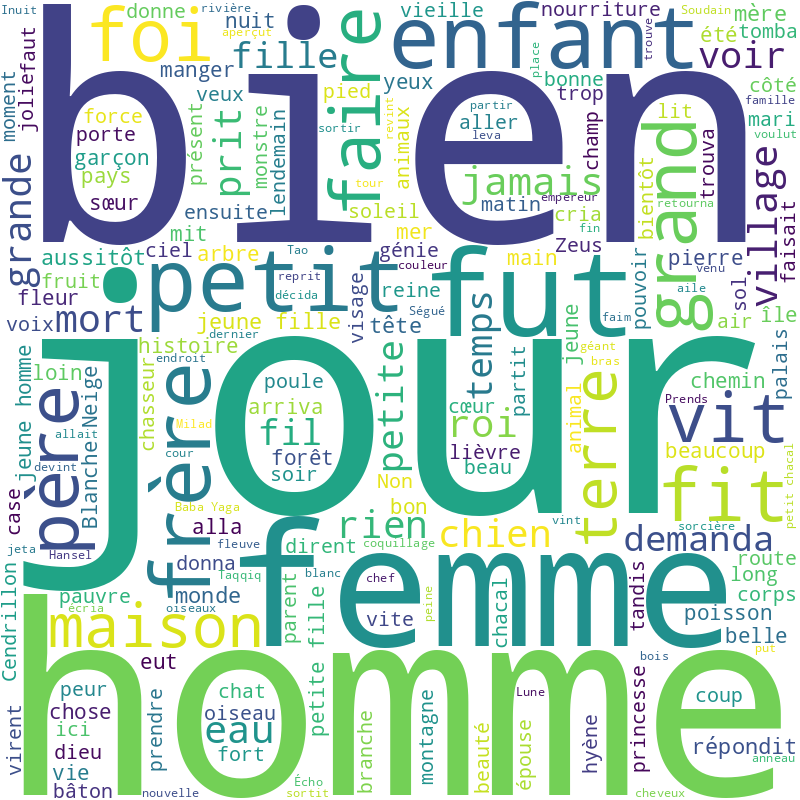 bien
jour
homme
femme
fut
enfant
petit
grand
fit
foi
faire
père
frère
vit
maison
fille
prit
voir
village
jamais
mort
terre
eau
roi
rien
chien
demanda
temps
fil
grande
petite
Inuit
donne
rivière
aperçut
nuit
vieille
nourriture
trouve
Soudain
été
mère
tomba
moment
joliefaut
manger
veux
pied
yeux
place
bonne
trop
lit
côté
famille
mari
voulut
force
porte
garçon
pays
sœur
présent
monstre
lendemain
sortir
tour
revint
animaux
partir
aller
leva
champ
trouva
ensuite
soleil
matin
empereur
cria
fin
bientôt
retourna
faisait
aussitôt
mit
ciel
arbre
Tao
mer
génie
couleur
Zeus
main
pouvoir
pierre
venu
sol
fruit
fleur
reprit
décida
visage
reine
Ségué
tête
faim
aile
air
île
voix
jeune fille
dernier
histoire
endroit
jeune
géant
bras
palais
loin
jeune homme
allait
devint
Blanche Neige
chasseur
poule
arriva
Milad
cour
forêt
soir
partit
cœur
lièvre
beau
animal
chemin
Prends
beaucoup
petit chacal
case
Non
bon
Baba Yaga
alla
vint
sorcière
jeta
Hansel
fleuve
donna
Taqqiq
dirent
coquillage
tandis
route
long
corps
Cendrillon
pauvre
écria
oiseaux
monde
parent
petite fille
blanc
chef
vite
peine
chacal
poisson
belle
put
eut
bois
virent
peur
chose
ici
dieu
vie
bâton
prendre
nouvelle
chat
oiseau
fort
Écho
sortit
branche
montagne
beauté
Lune
épouse
hyène
princesse
coup
répondit
anneau
cheveux